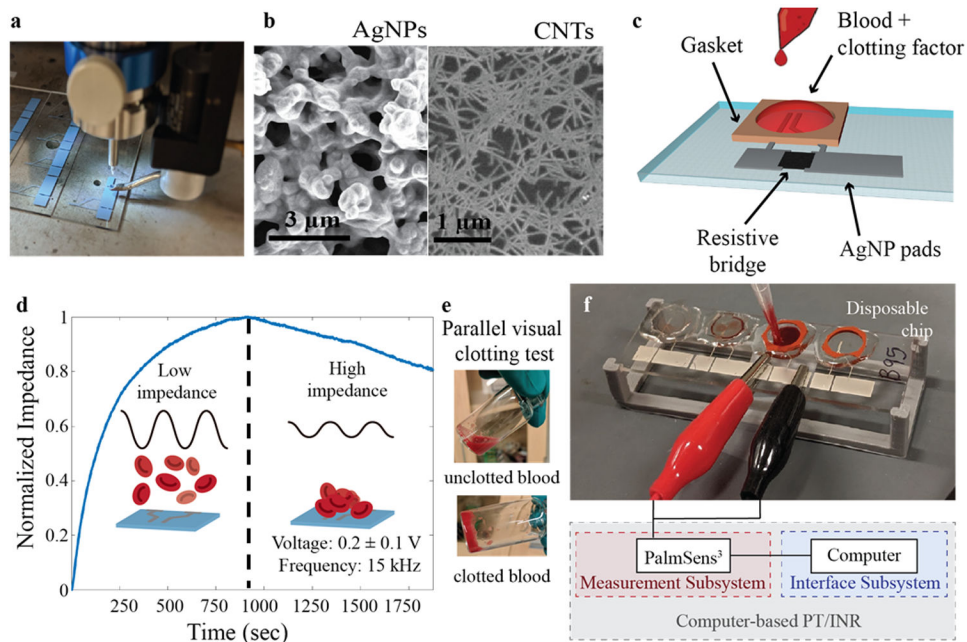 a
b
AgNPs
CNTs
3 µm
1 µm
c
Blood +
clotting factor
Gasket
Resistive
bridge
AgNP pads
d
Normalized Impedance
1
0.8
0.6
0.4
0.2
0
250
500
750
1000
1250
1500
1750
Time (sec)
Low
impedance
High
impedance
Voltage: 0.2 ± 0.1 V
Frequency: 15 kHz
e
Parallel visual
clotting test
unclotted blood
clotted blood
f
Disposable
chip
B95
PalmSens³
Measurement Subsystem
Computer
Interface Subsystem
Computer-based PT/INR